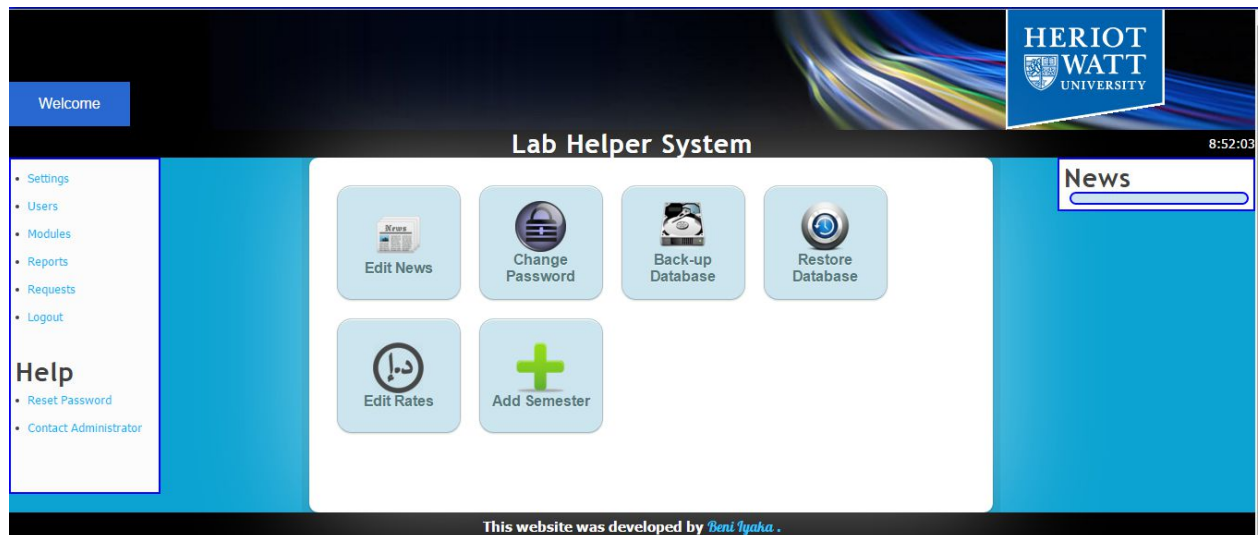 HERIOT
WATT
UNIVERSITY
Welcome
Lab Helper System
8:52:03
Settings
Users
Modules
Reports
Requests
Logout
Help
Reset Password
Contact Administrator
News
Edit News
Change
Password
Back-up
Database
Restore
Database
د.إ
Edit Rates
Add Semester
News
This website was developed by Beni Iyaka .